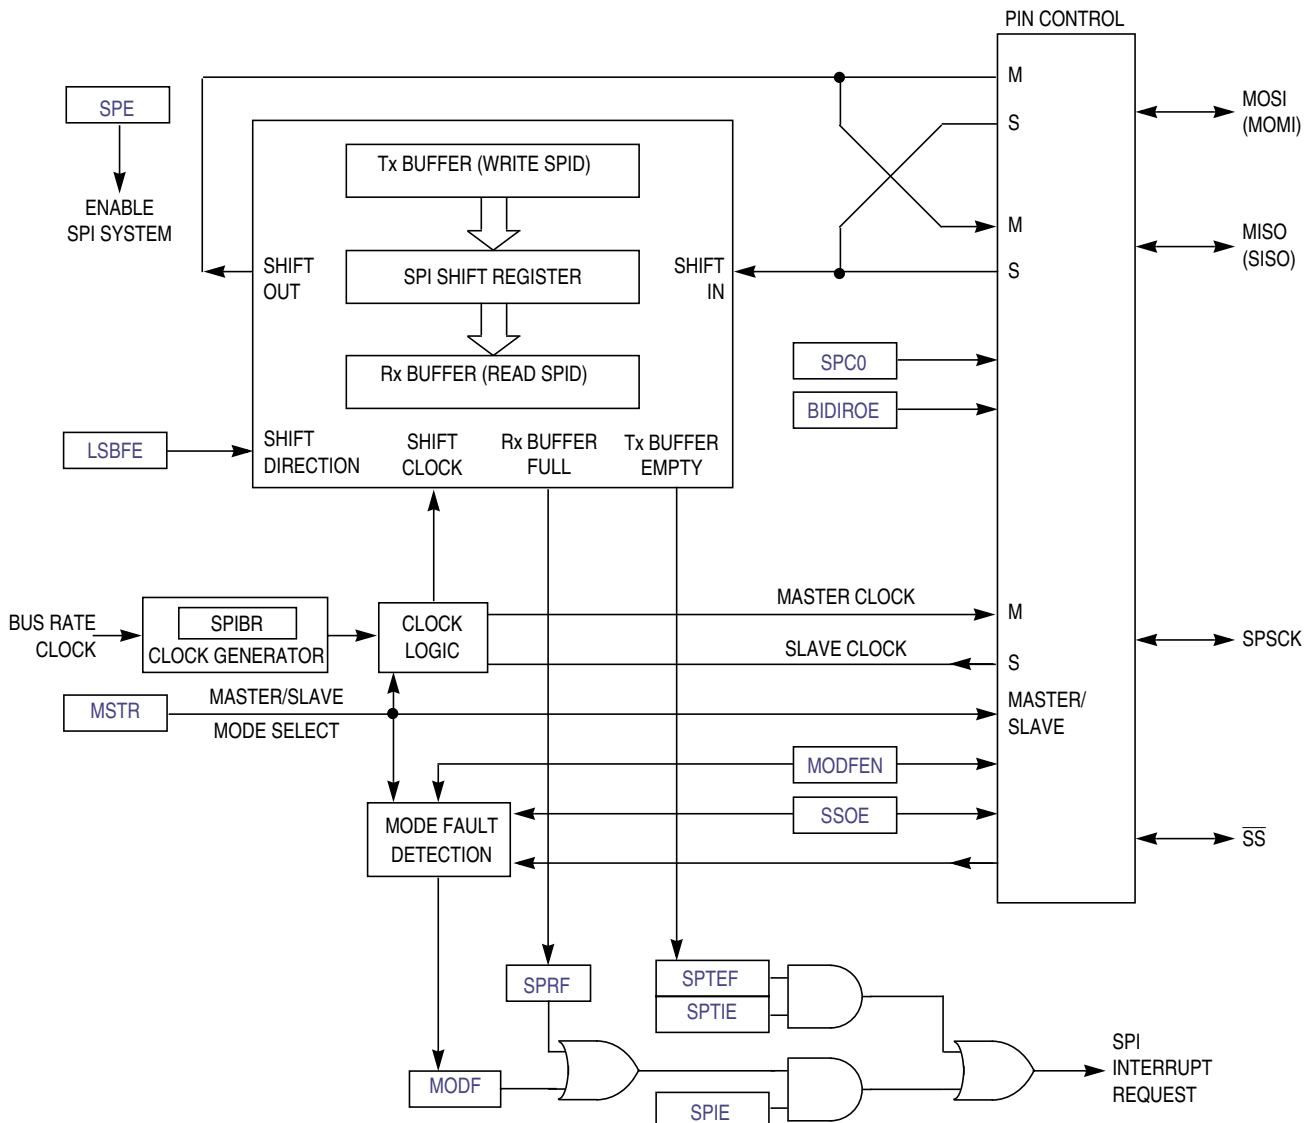 PIN CONTROL
M
SPE
MOSI
(MOMI)
S
Tx BUFFER (WRITE SPID)
ENABLE
SPI SYSTEM
M
MISO
(SISO)
SHIFT
OUT
SPI SHIFT REGISTER
SHIFT
IN
S
SPC0
Rx BUFFER (READ SPID)
BIDIROE
LSBFE
SHIFT
DIRECTION
SHIFT
CLOCK
Rx BUFFER
FULL
Tx BUFFER
EMPTY
MASTER CLOCK
M
BUS RATE
CLOCK
SPIBR
CLOCK GENERATOR
CLOCK
LOGIC
SPSCK
SLAVE CLOCK
S
MSTR
MASTER/SLAVE
MODE SELECT
MASTER/
SLAVE
MODFEN
SSOE
MODE FAULT
DETECTION
SS
SPRF
SPTEF
SPTIE
SPI
INTERRUPT
REQUEST
MODF
SPIE